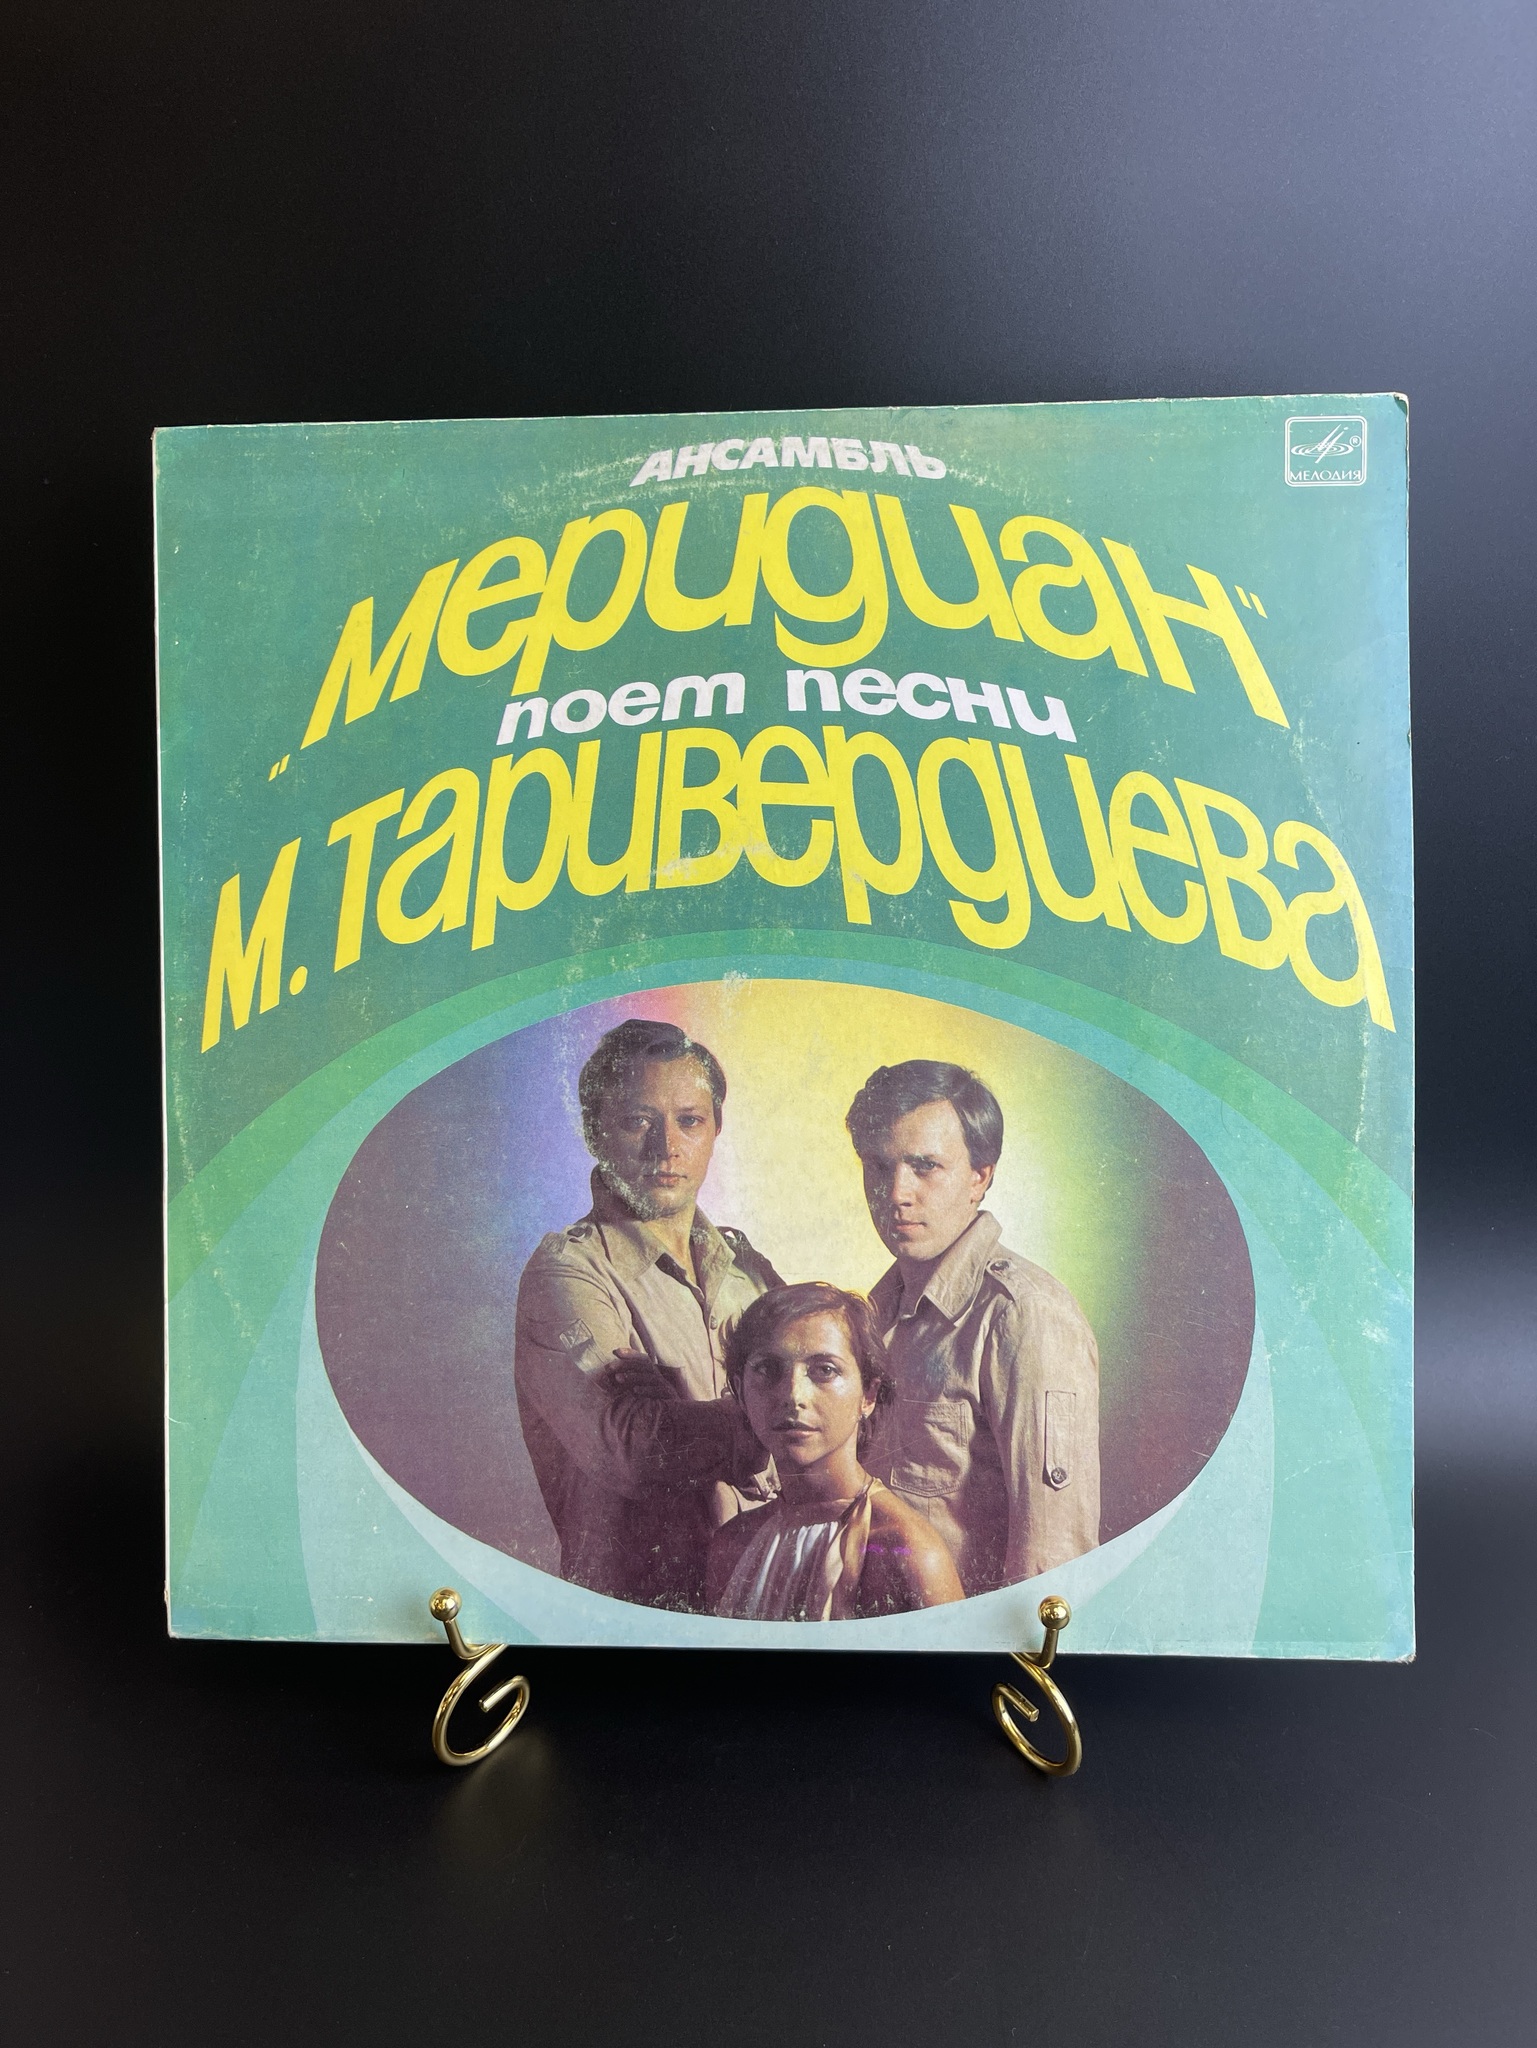 АНСАМБЛЬ
"Меридиан"
поет песни
М. Таривердиева
МЕЛОДИЯ
®